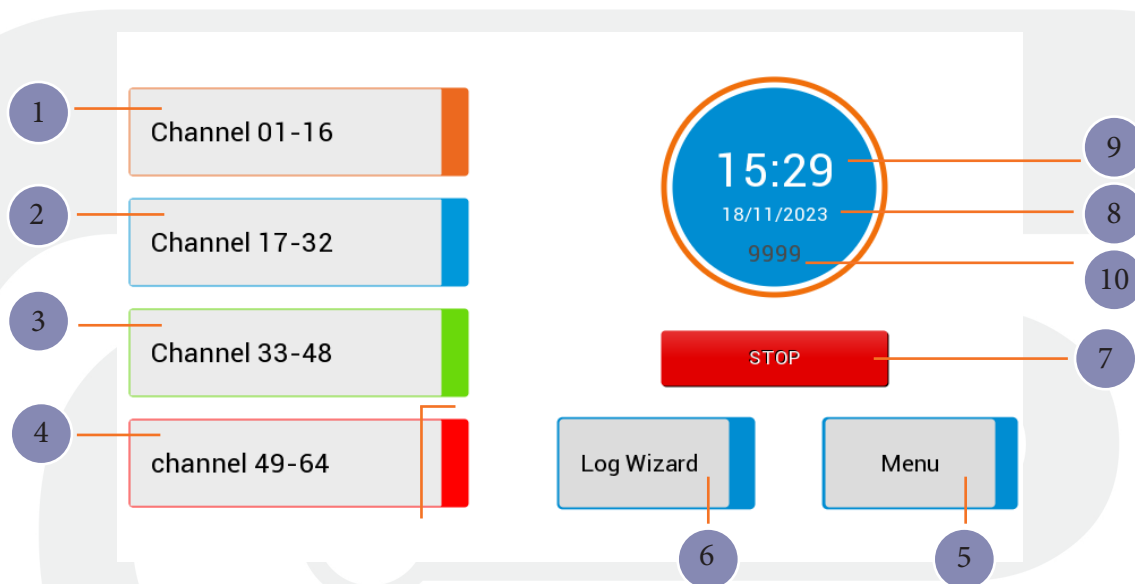 1
Channel 01-16
2
Channel 17-32
3
Channel 33-48
4
channel 49-64
15:29
9
18/11/2023
8
9999
10
STOP
7
Log Wizard
Menu
6
5